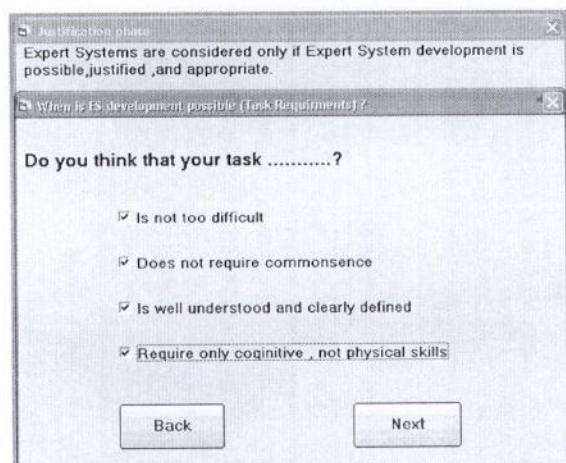 Justification phase
Expert Systems are considered only if Expert System development is
possible,justified ,and appropriate.
When is ES development possible (Task Requirments) ?
Do you think that your task ...........?
Is not too difficult
Does not require commonsence
Is well understood and clearly defined
Require only coqinitive , not physical skills
Back
Next